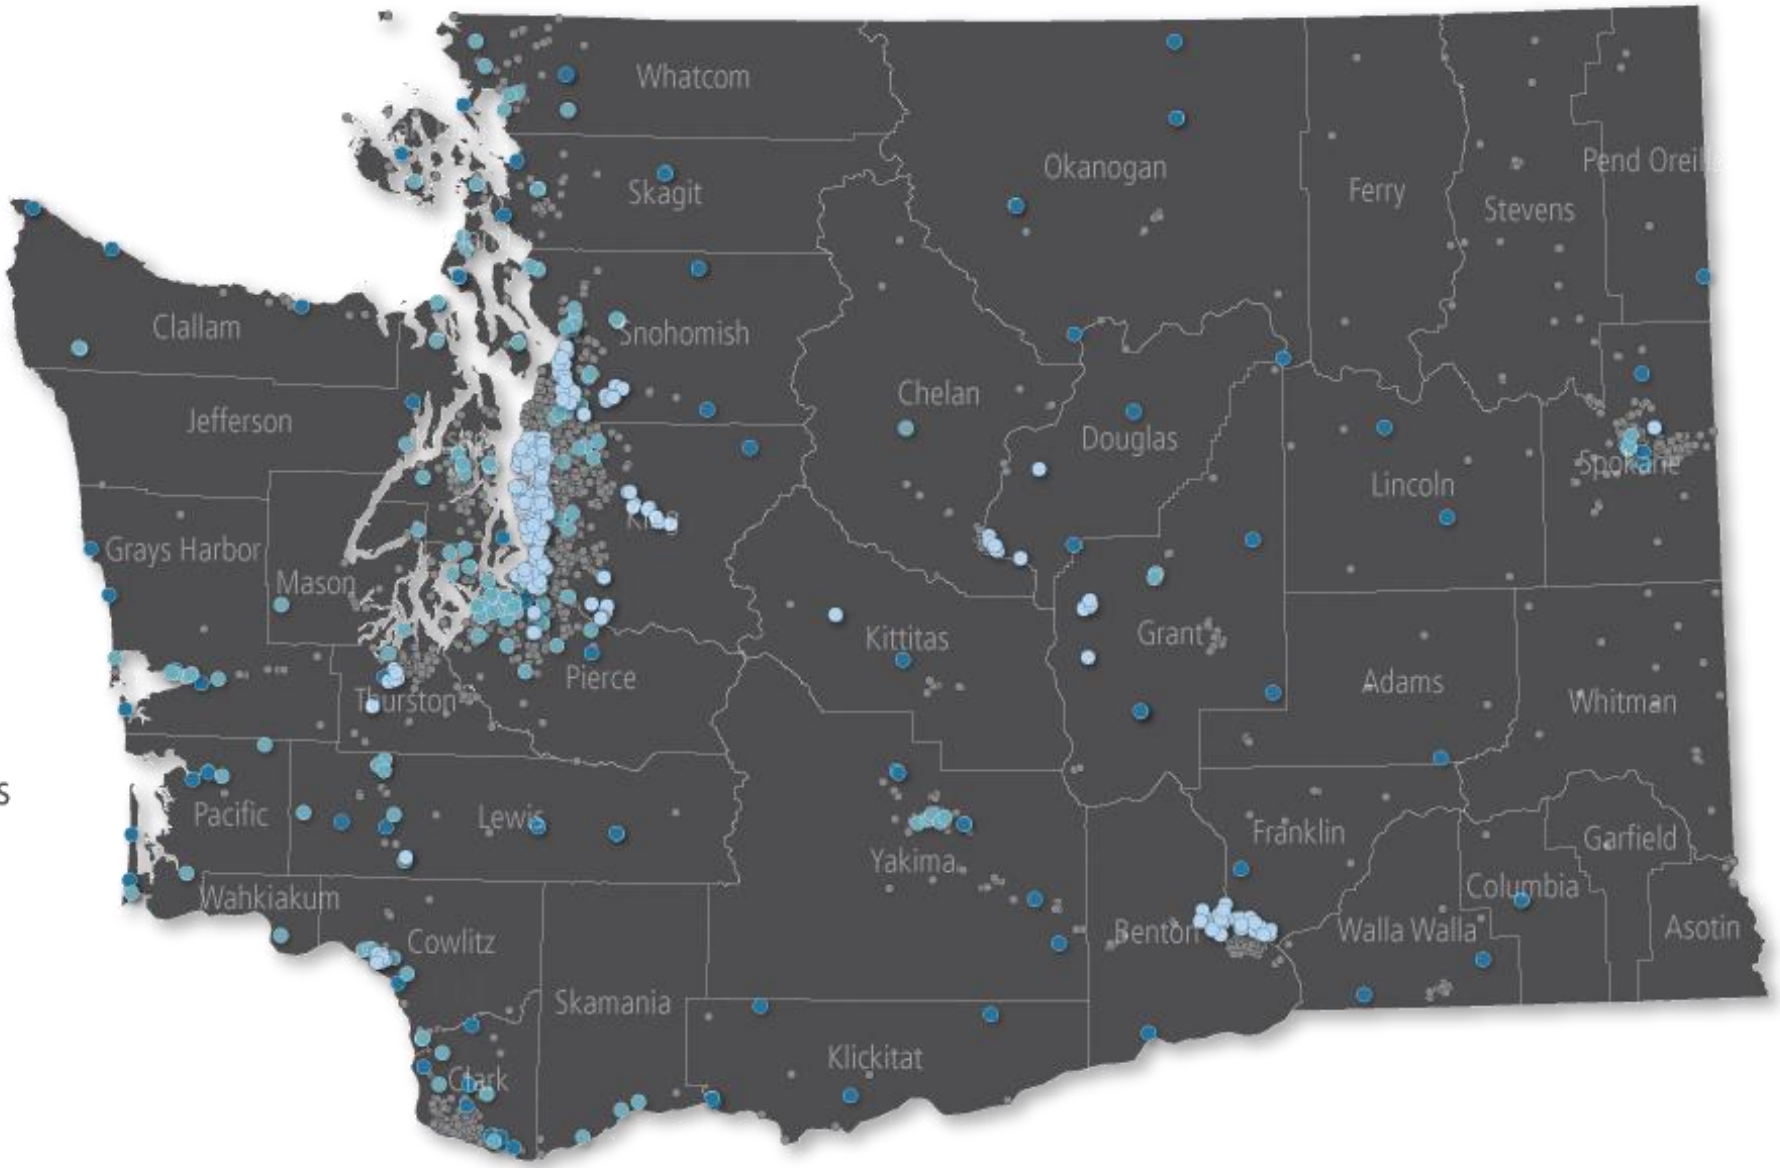 Whatcom
Okanogan
Pend Oreille
Skagit
Ferry
Stevens
Clallam
Snohomish
Chelan
Jefferson
Douglas
Spokane
Lincoln
King
Grays Harbor
Mason
Kittitas
Grant
Pierce
Adams
Thurston
Whitman
Pacific
Lewis
Franklin
Garfield
Yakima
Columbia
Wahkiakum
Benton
Walla Walla
Asotin
Cowlitz
Skamania
Klickitat
Clark
s